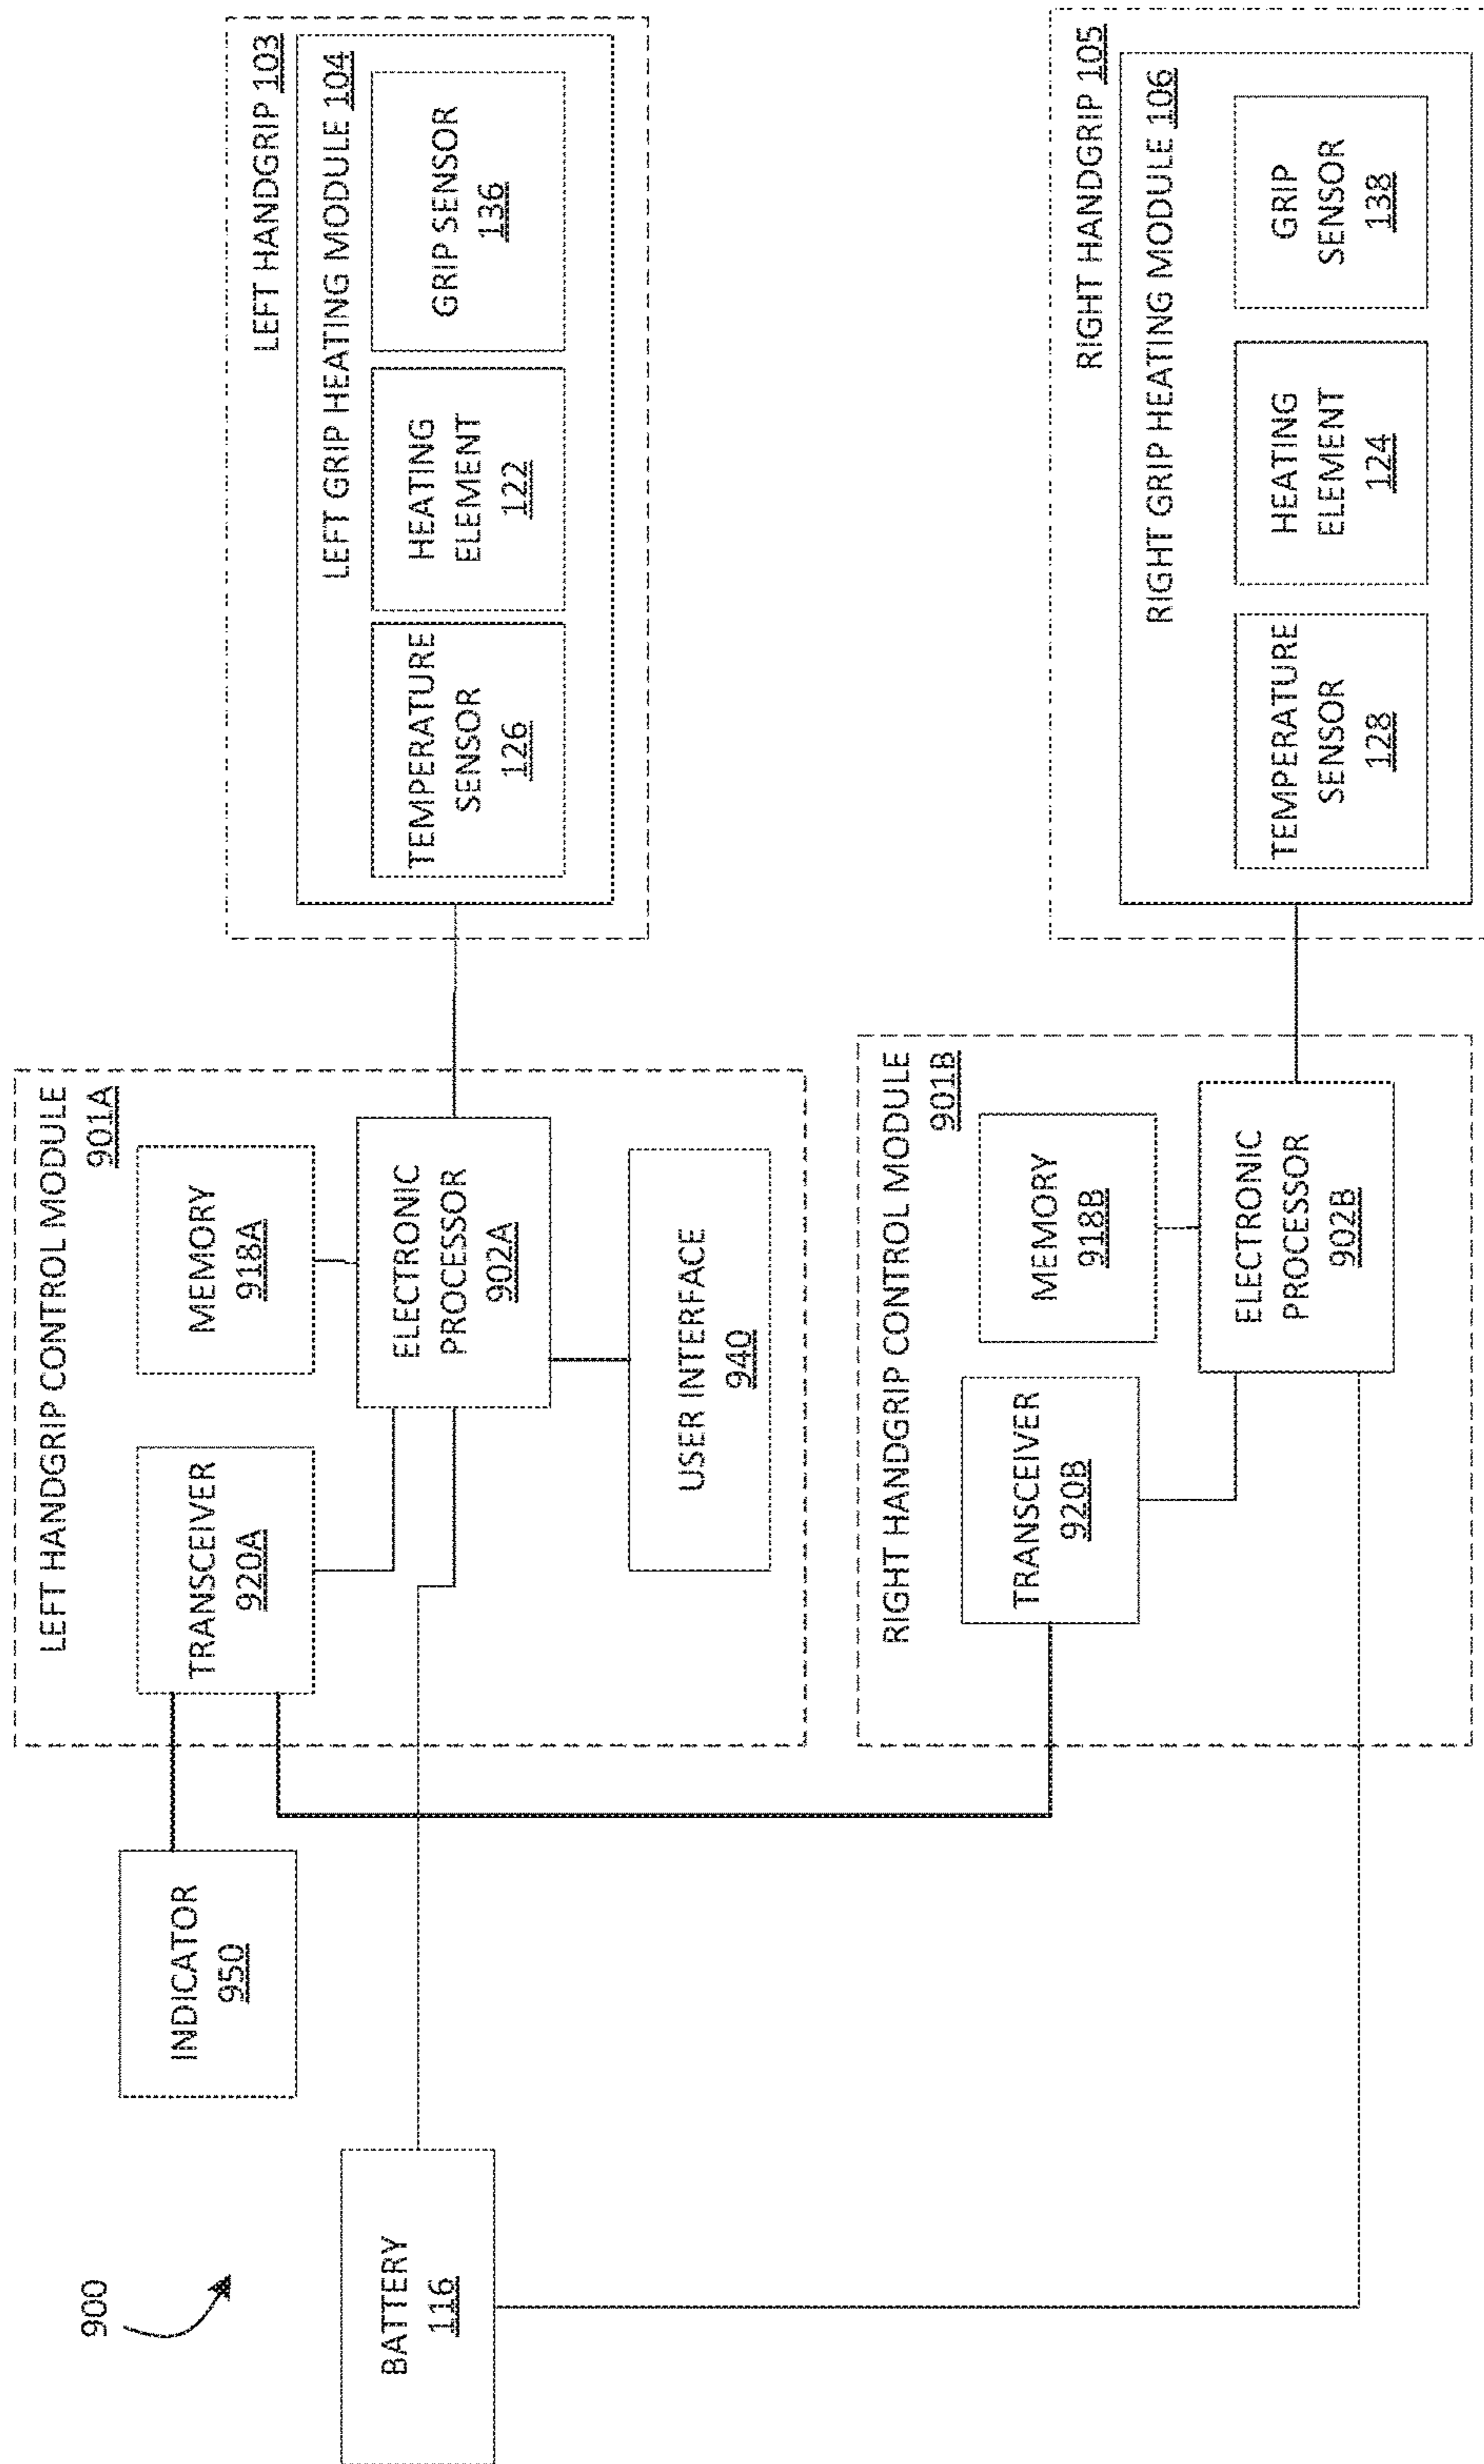 900
BATTERY
116
INDICATOR
950
LEFT HANDGRIP CONTROL MODULE
901A
TRANSCEIVER
920A
MEMORY
918A
ELECTRONIC
PROCESSOR
902A
USER INTERFACE
940
LEFT HANDGRIP 103
LEFT GRIP HEATING MODULE 104
TEMPERATURE
SENSOR
126
HEATING
ELEMENT
122
GRIP SENSOR
136
RIGHT HANDGRIP CONTROL MODULE
901B
TRANSCEIVER
920B
MEMORY
918B
ELECTRONIC
PROCESSOR
902B
RIGHT HANDGRIP 105
RIGHT GRIP HEATING MODULE 106
TEMPERATURE
SENSOR
128
HEATING
ELEMENT
124
GRIP
SENSOR
138